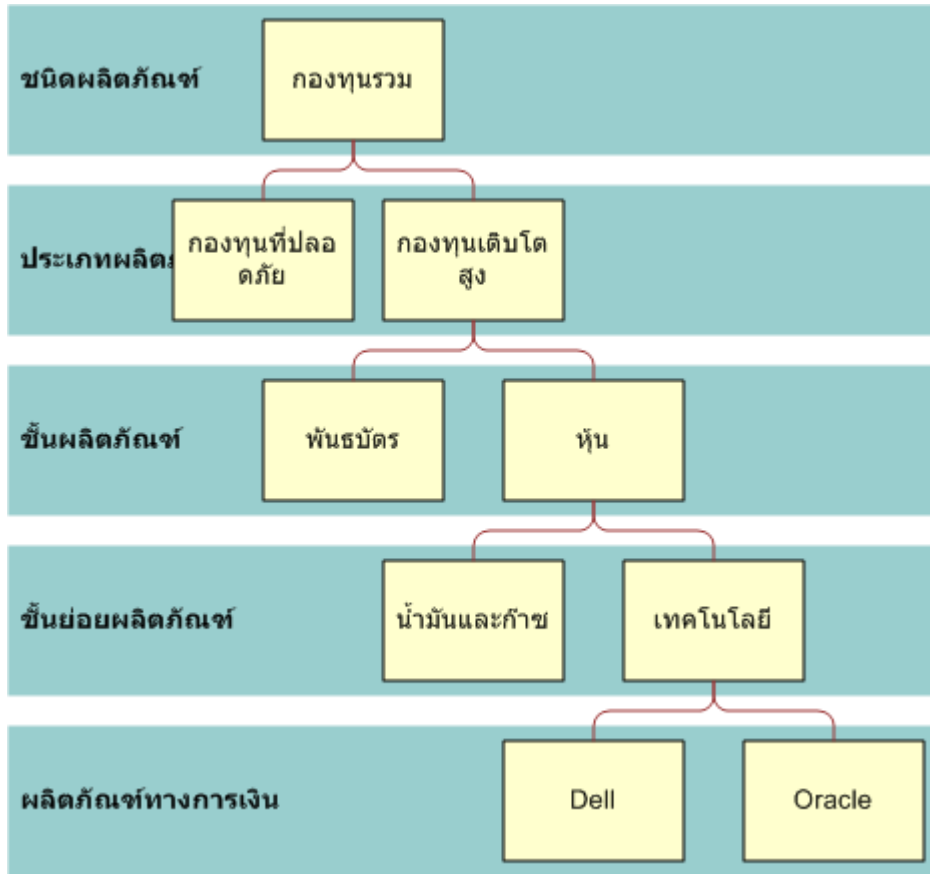 ชนิดผลิตภัณฑ์
กองทุนรวม
ประเภทผลิต
กองทุนที่ปลอ
ดภัย
กองทุนเติบโต
สูง
ชั้นผลิตภัณฑ์
พันธบัตร
หุ้น
ชั้นย่อยผลิตภัณฑ์
น้ำมันและก๊าซ
เทคโนโลยี
ผลิตภัณฑ์ทางการเงิน
Dell
Oracle